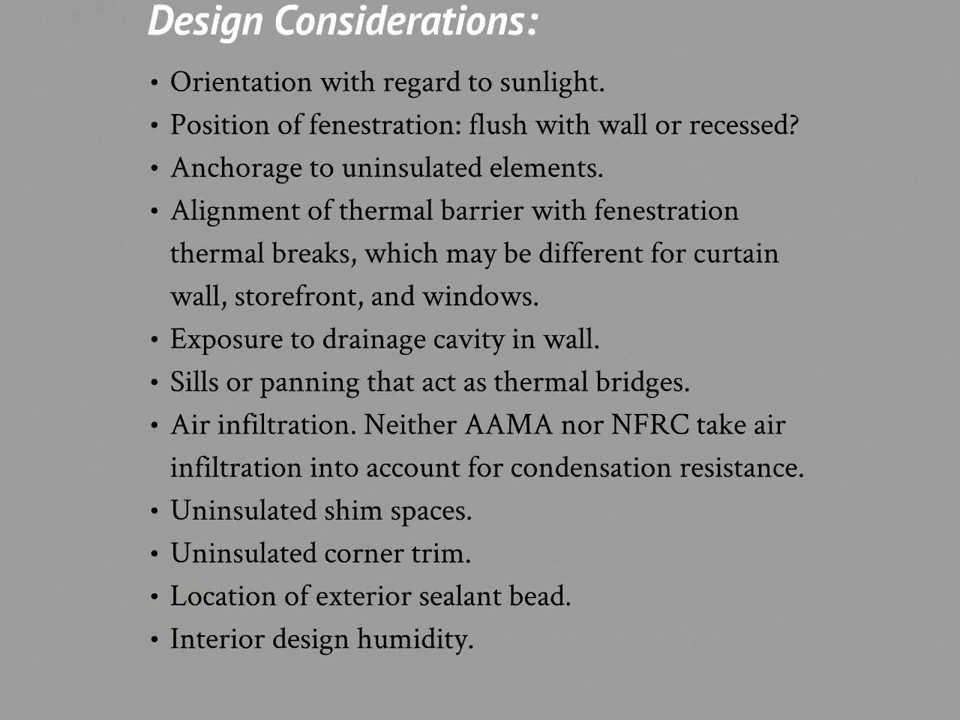 Design Considerations:
• Orientation with regard to sunlight.
• Position of fenestration: flush with wall or recessed?
• Anchorage to uninsulated elements.
• Alignment of thermal barrier with fenestration
thermal breaks, which may be different for curtain
wall, storefront, and windows.
• Exposure to drainage cavity in wall.
• Sills or panning that act as thermal bridges.
• Air infiltration. Neither AAMA nor NFRC take air
infiltration into account for condensation resistance.
• Uninsulated shim spaces.
• Uninsulated corner trim.
• Location of exterior sealant bead.
• Interior design humidity.